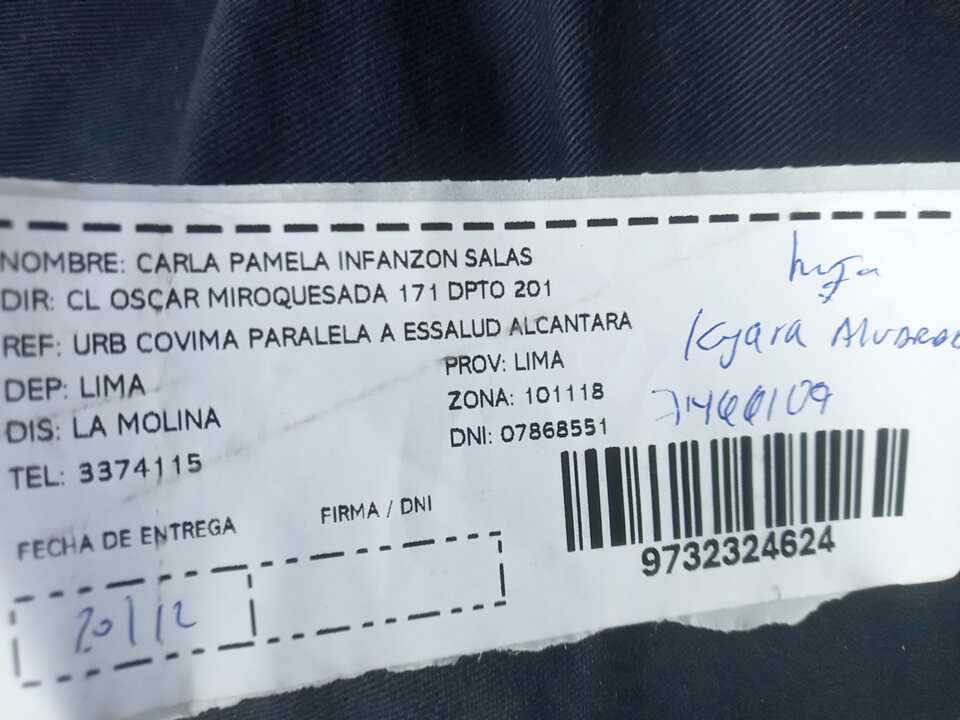 NOMBRE: CARLA PAMELA INFANZON SALAS
DIR: CL OSCAR MIROQUESADA 171 DPTO 201
REF: URB COVIMA PARALELA A ESSALUD ALCANTARA
DEP: LIMA
PROV: LIMA
DIS: LA MOLINA
ZONA: 101118
TEL: 3374115
DNI: 07868551
hija
Kyara Alvarado
FECHA DE ENTREGA
FIRMA / DNI
20/12
9732324624